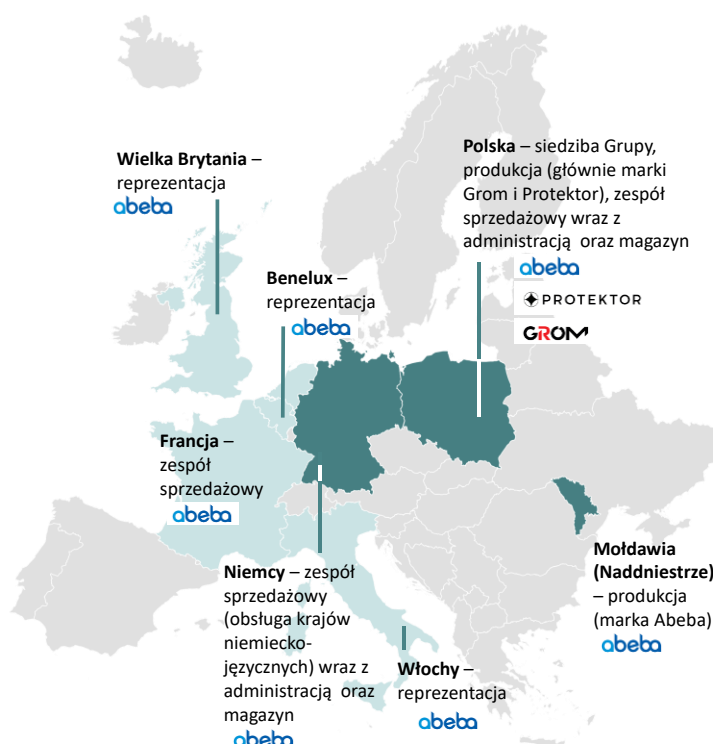 Wielka Brytania –
reprezentacja
abeba
Polska – siedziba Grupy,
produkcja (głównie marki
Grom i Protektor), zespół
sprzedażowy wraz z
administracją oraz magazyn
abeba
PROTEKTOR
GROM
Benelux –
reprezentacja
abeba
Francja –
zespół
sprzedażowy
abeba
Niemcy – zespół
sprzedażowy
(obsługa krajów
niemiecko-
języcznych) wraz z
administracją oraz
magazyn
abeba
Włochy –
reprezentacja
abeba
Mołdawia
(Naddniestrze)
– produkcja
(marka Abeba)
abeba